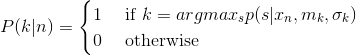 P(k|n) = { 1 if k = argmax_s p(s|x_n, m_k, σ_k)
0 otherwise